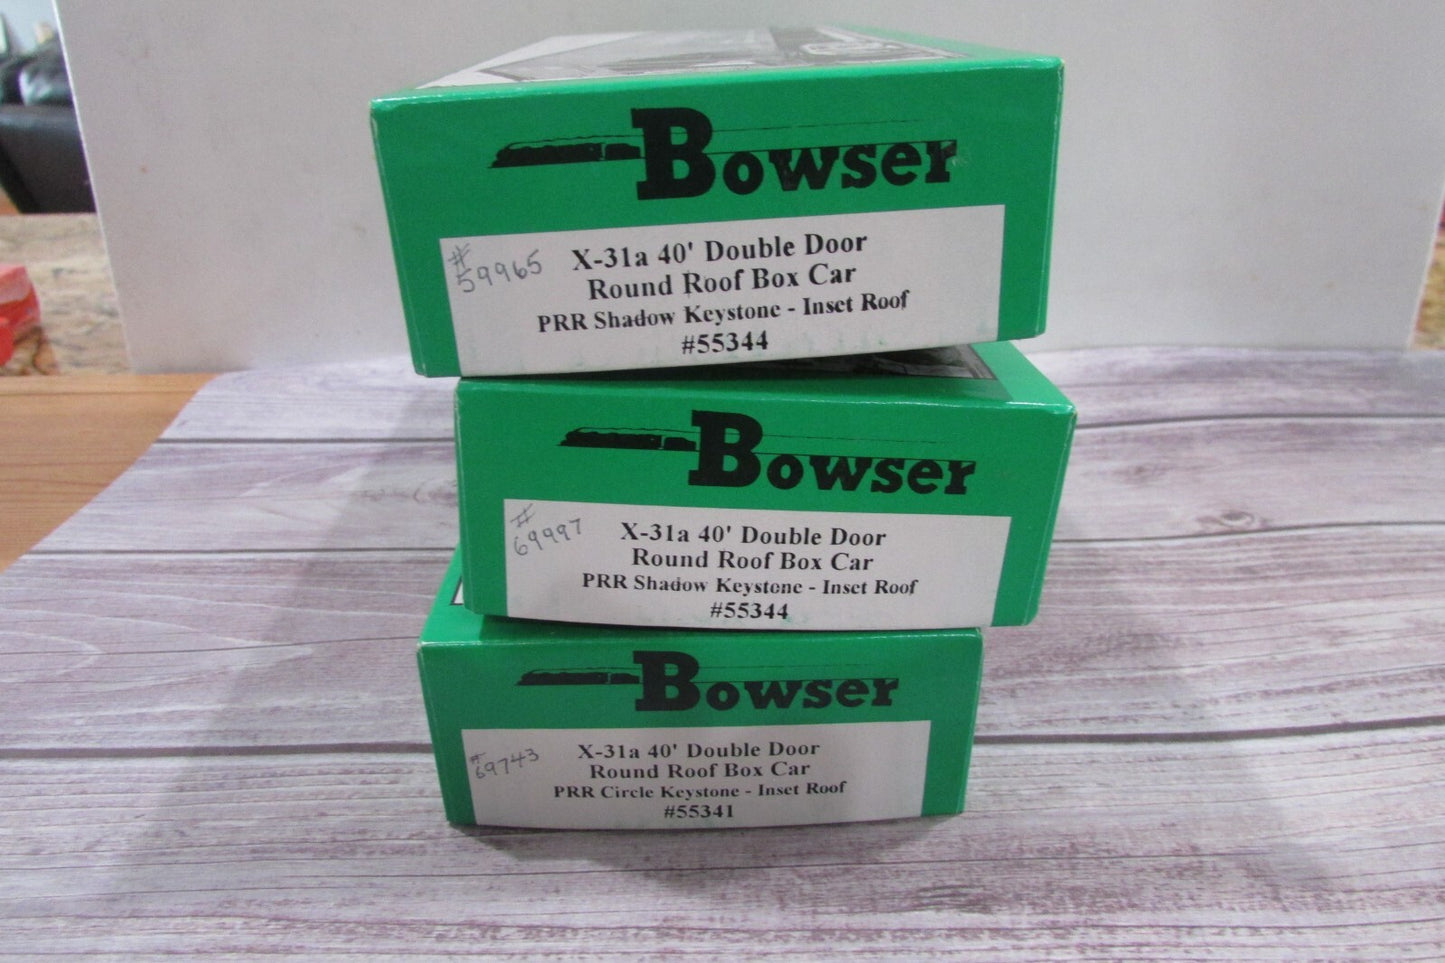 Bowser
#
59965
X-31a 40' Double Door
Round Roof Box Car
PRR Shadow Keystone - Inset Roof
#55344
Bowser
#
69997
X-31a 40' Double Door
Round Roof Box Car
PRR Shadow Keystone - Inset Roof
#55344
Bowser
#
69743
X-31a 40' Double Door
Round Roof Box Car
PRR Circle Keystone - Inset Roof
#55341